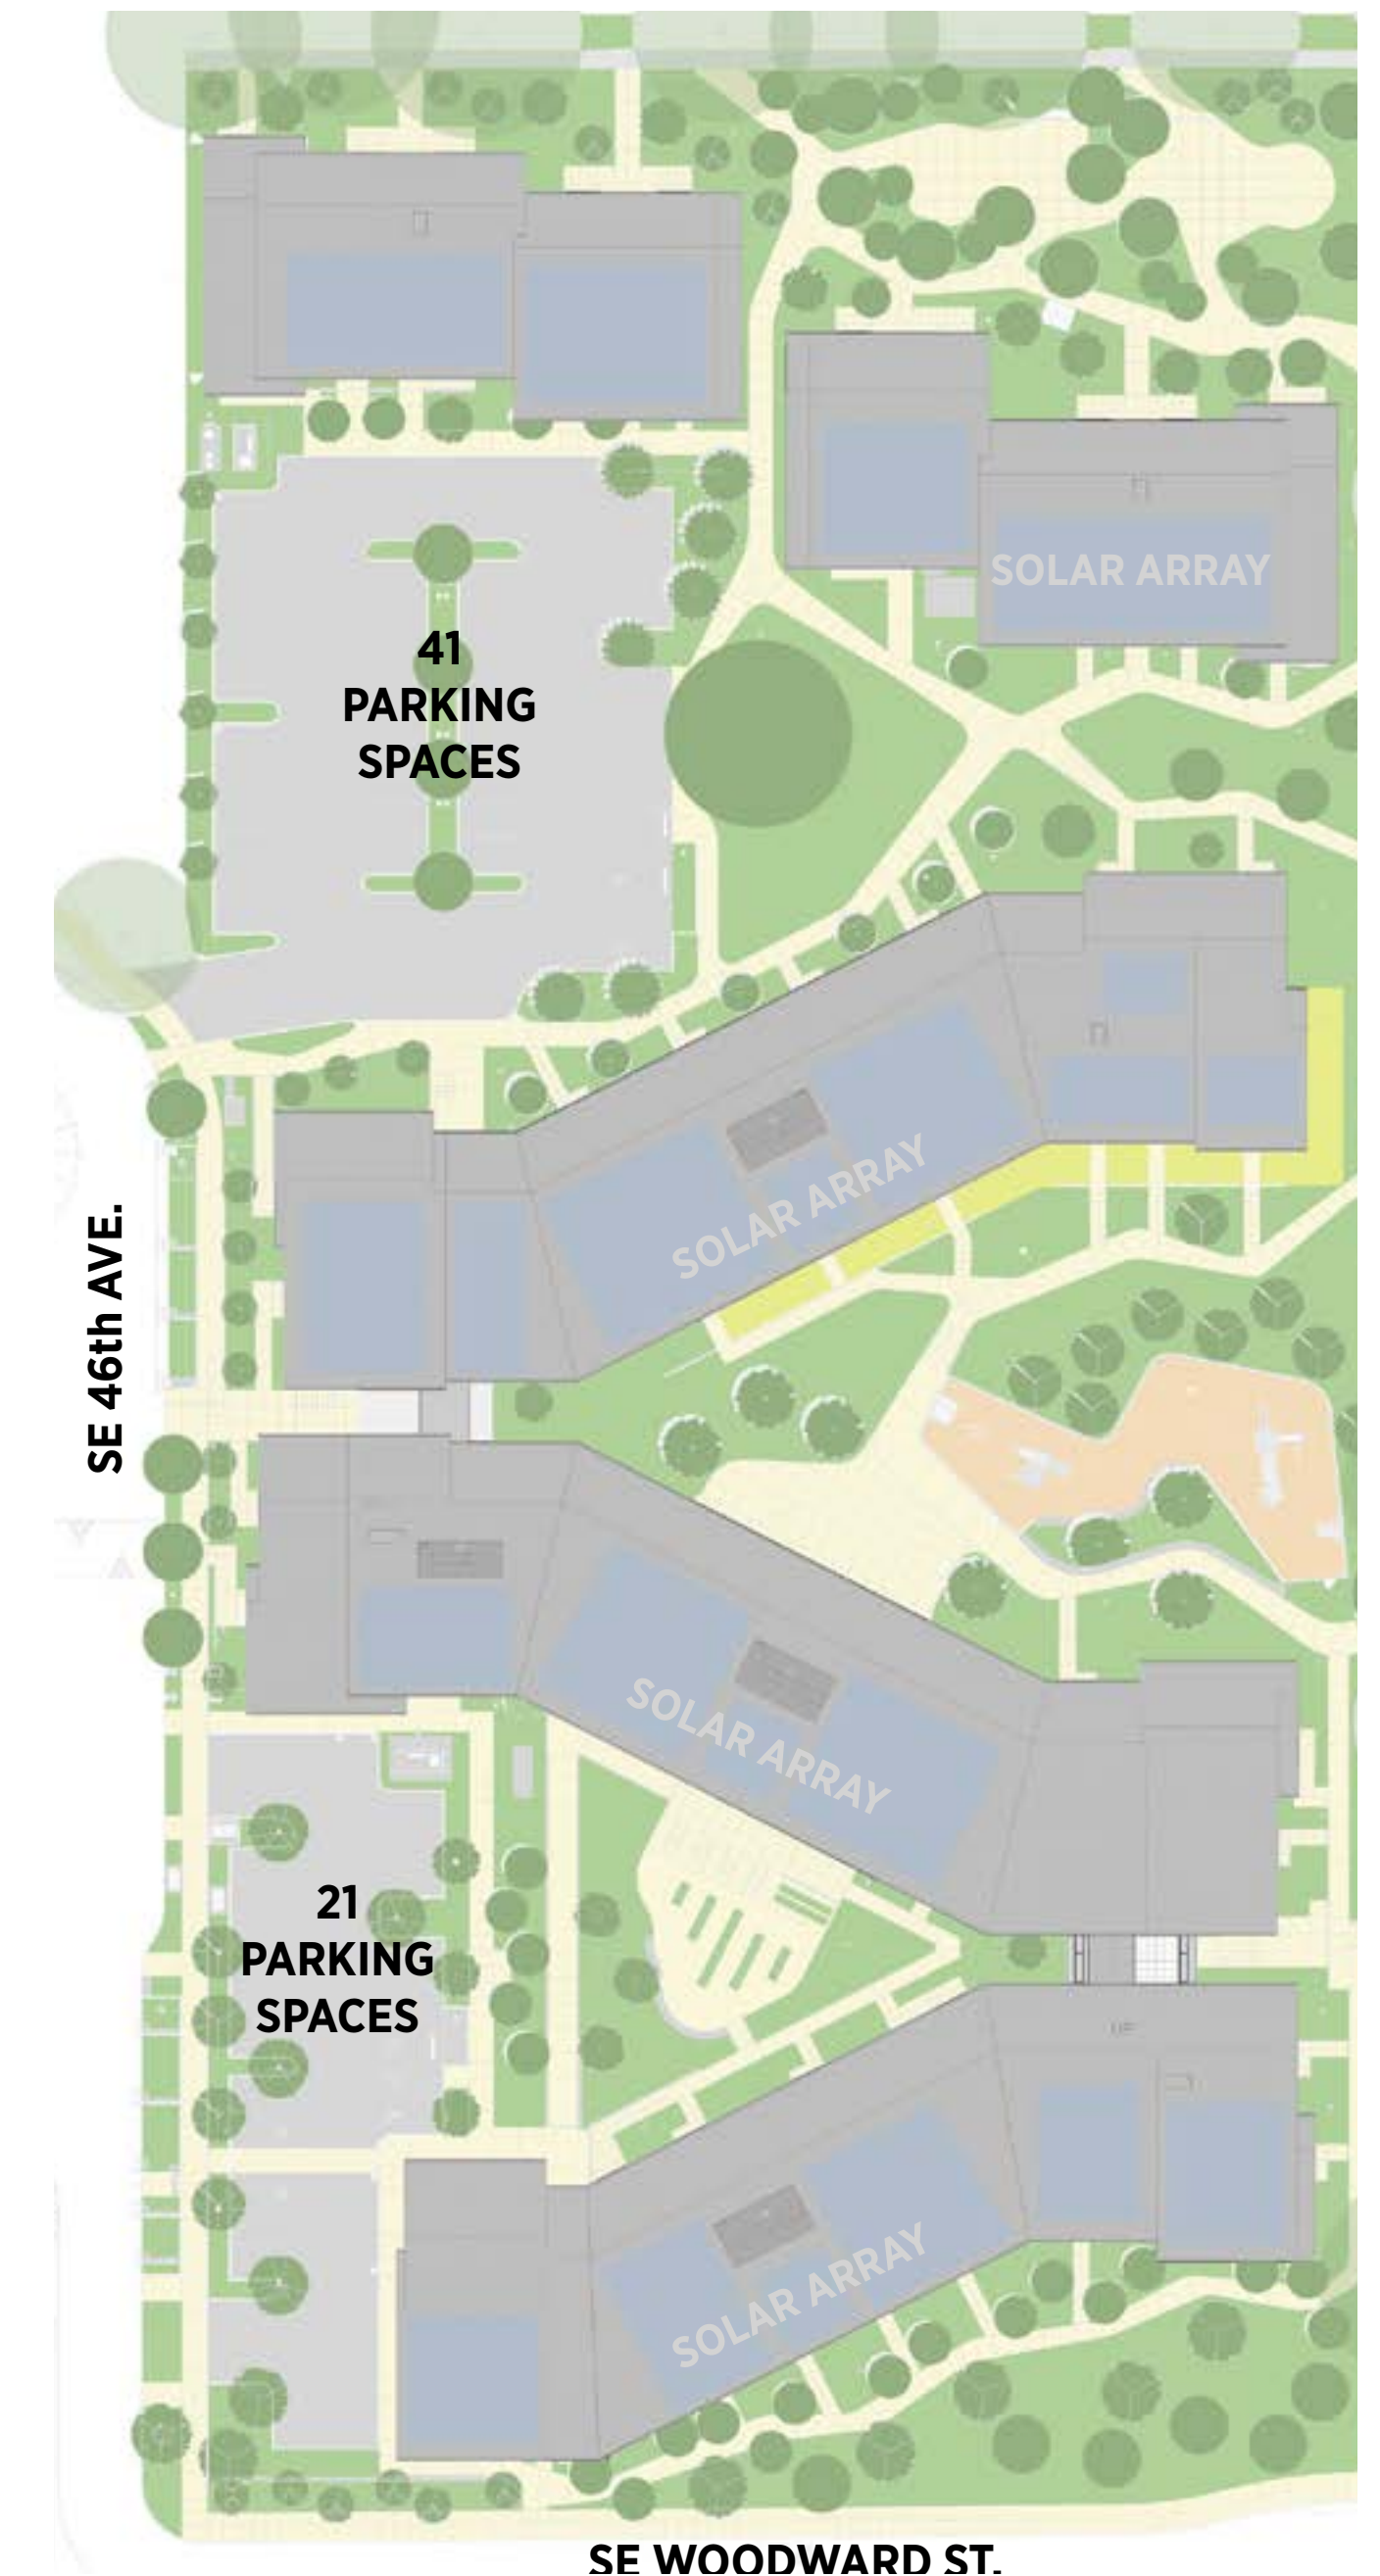 SOLAR ARRAY
41
PARKING
SPACES
SOLAR ARRAY
SE 46th AVE.
SOLAR ARRAY
21
PARKING
SPACES
SOLAR ARRAY
SE WOODWARD ST.